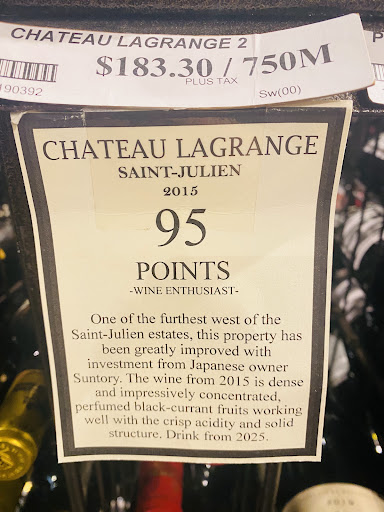 CHATEAU LAGRANGE 2
$183.30 / 750M
PLUS TAX
190392
Sw(00)
CHATEAU LAGRANGE
SAINT-JULIEN
2015
95
POINTS
-WINE ENTHUSIAST-
One of the furthest west of the
Saint-Julien estates, this property has
been greatly improved with
investment from Japanese owner
Suntory. The wine from 2015 is dense
and impressively concentrated,
perfumed black-currant fruits working
well with the crisp acidity and solid
structure. Drink from 2025.